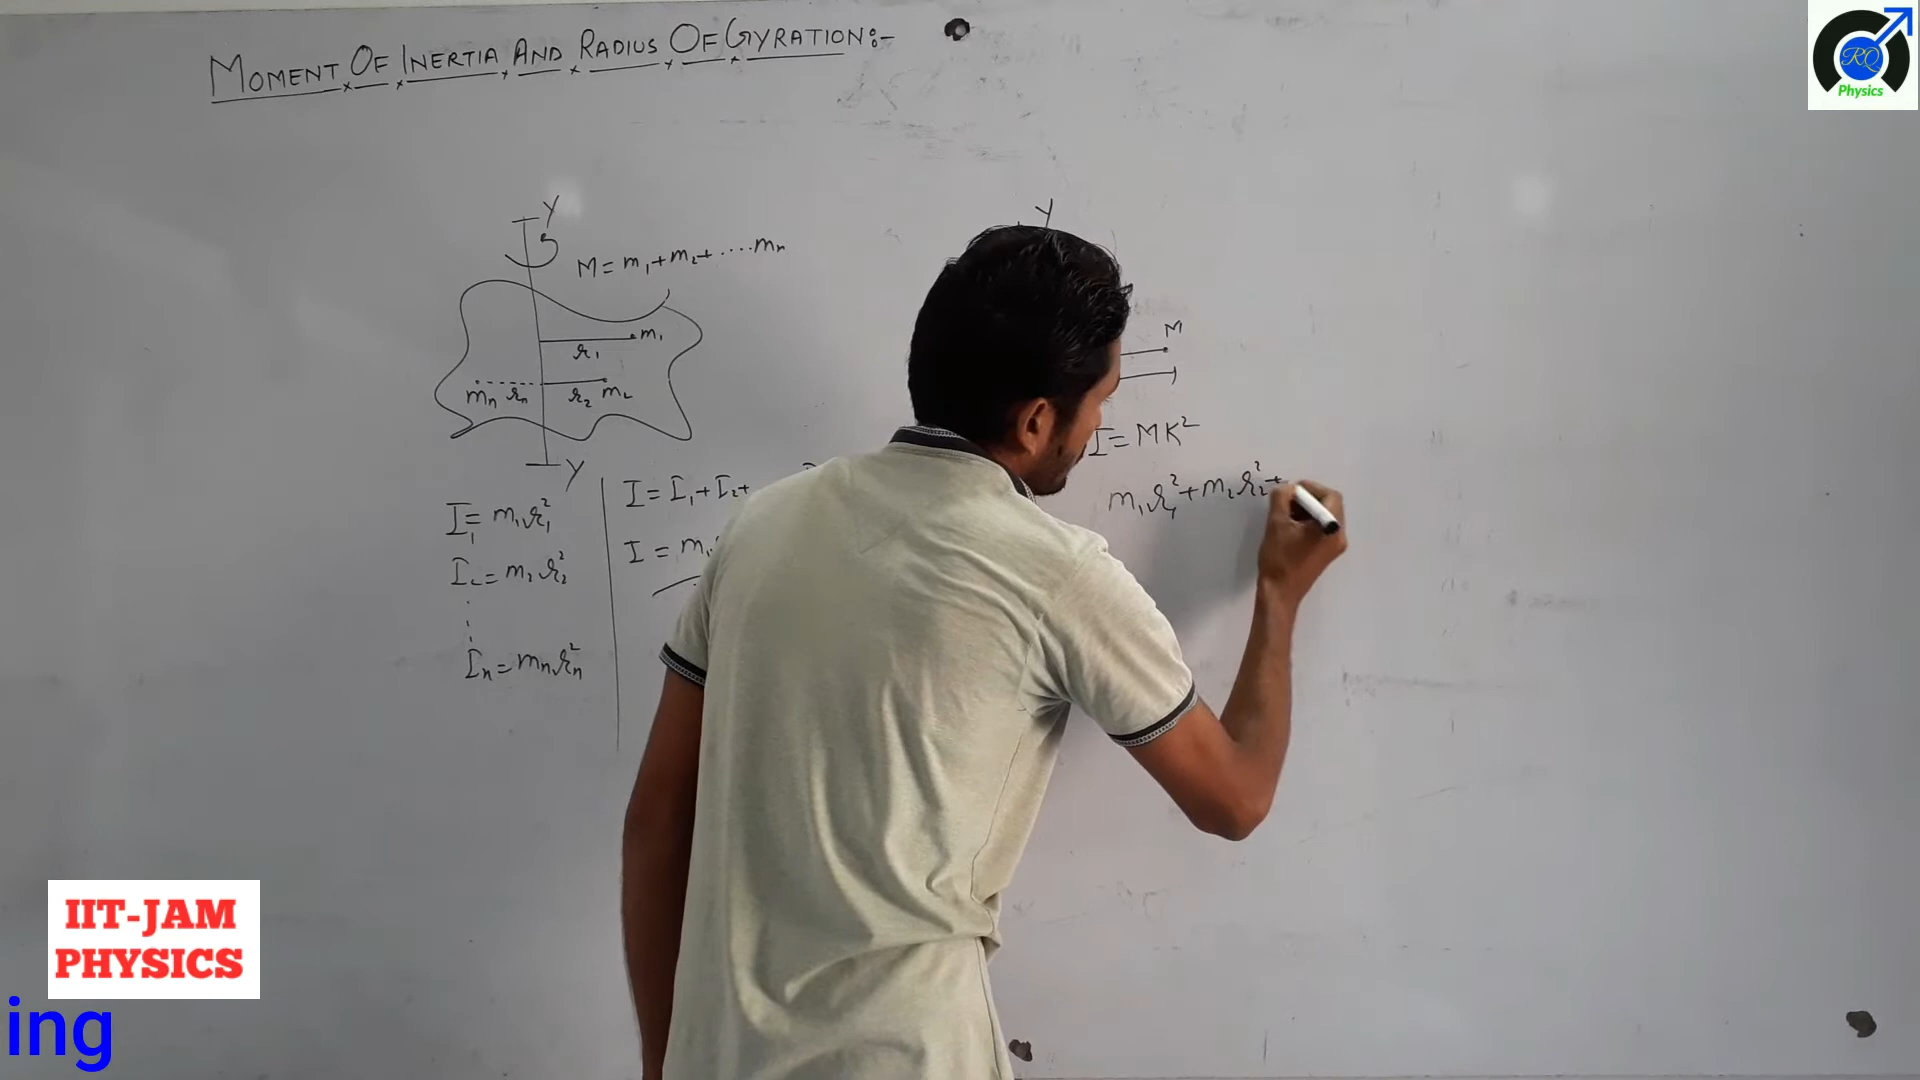 MOMENT OF INERTIA AND RADIUS OF GYRATION:-
RQ
Physics
Y
M = m₁ + m₂ + ....mₙ
m₁
r₁
mₙ rₙ
r₂ m₂
Y
I₁ = m₁r₁²
I₂ = m₂r₂²
⋮
Iₙ = mₙrₙ²
I = I₁ + I₂ +
I = m₁
Y
M
I = MK²
m₁r₁² + m₂r₂² +
IIT-JAM
PHYSICS
ing